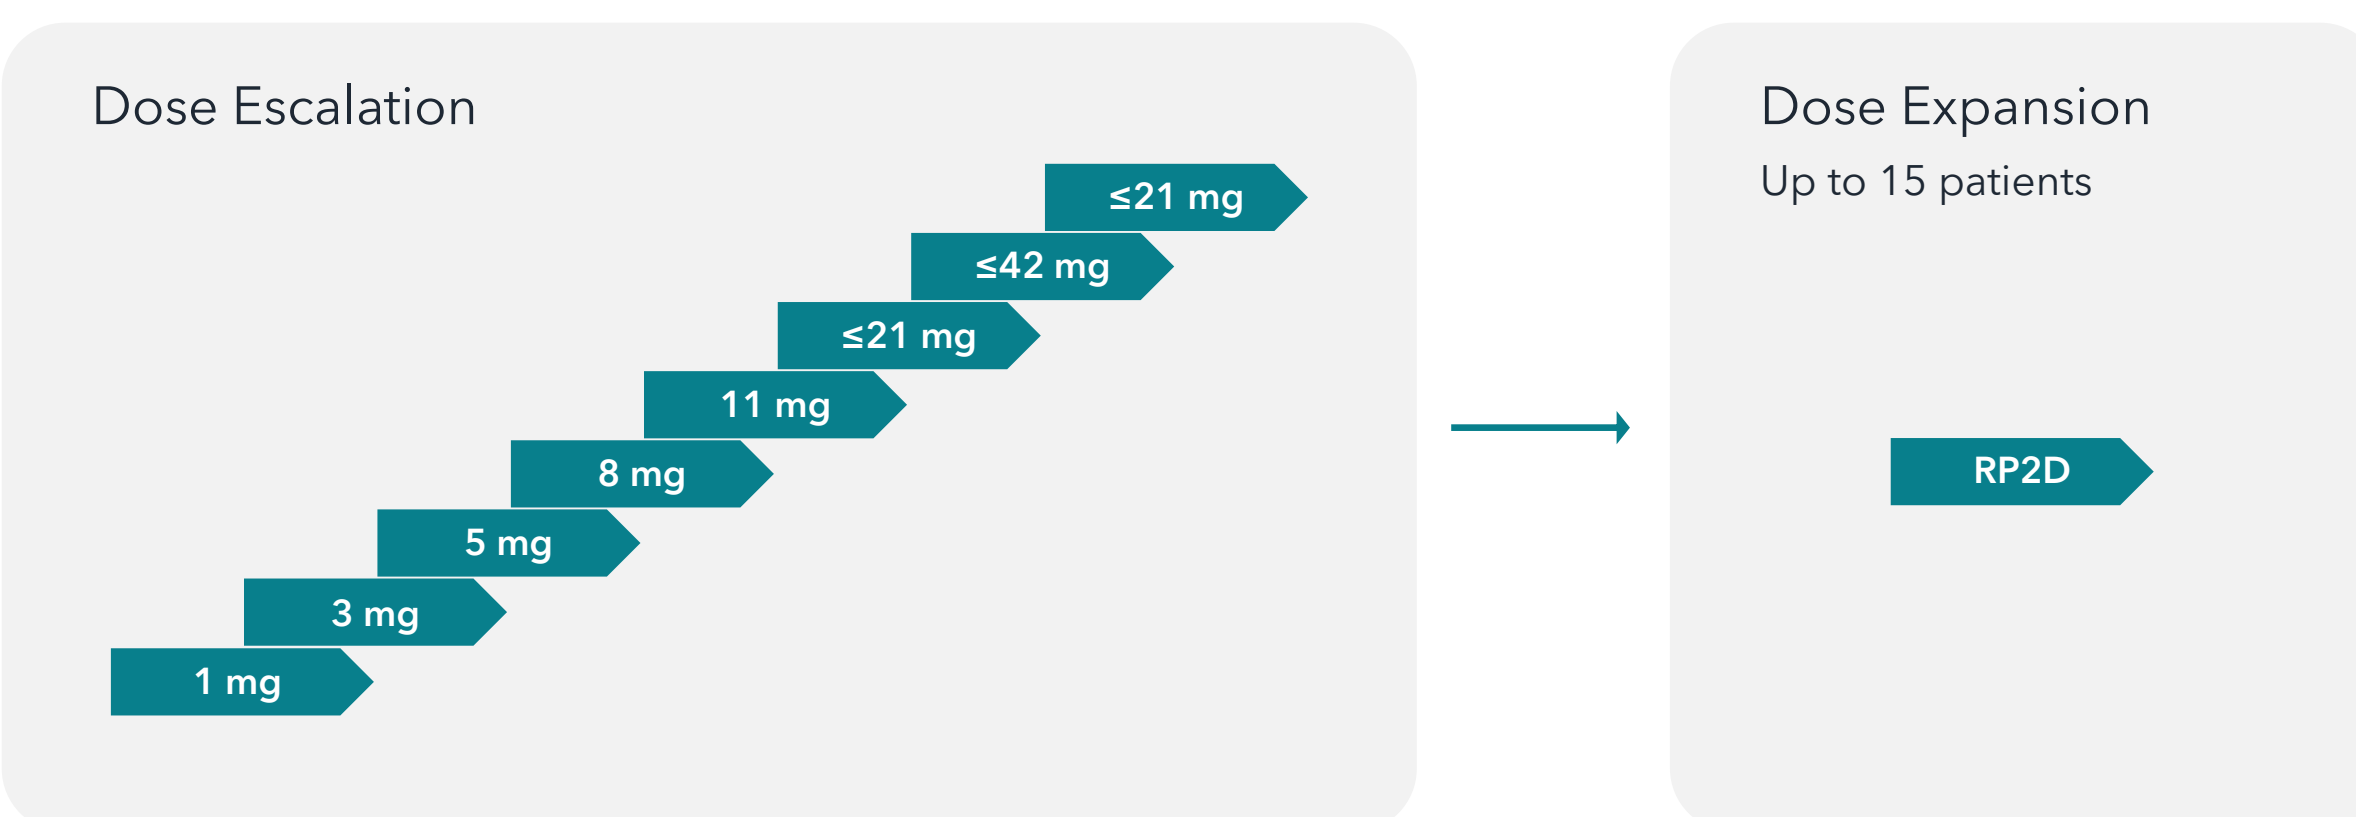 Dose Escalation
≤21 mg
≤42 mg
≤21 mg
11 mg
8 mg
5 mg
3 mg
1 mg
Dose Expansion
Up to 15 patients
RP2D